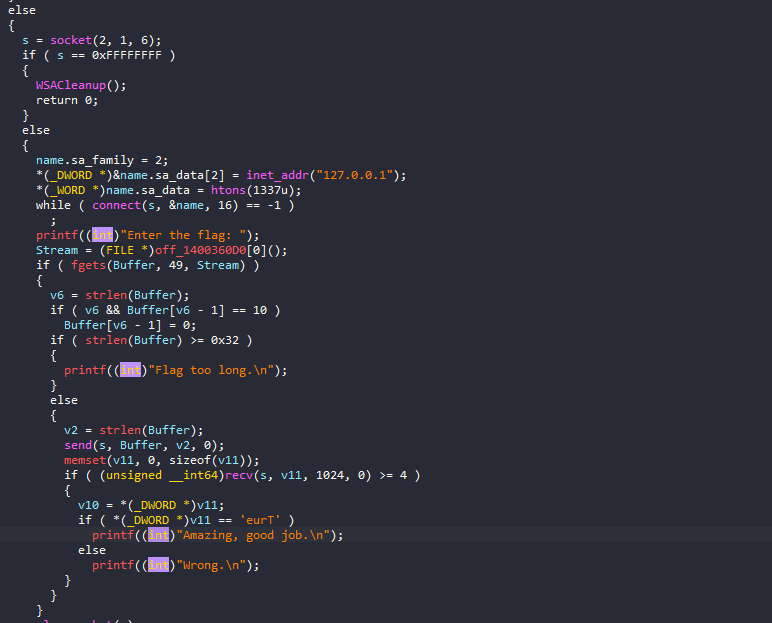 else
{
s = socket(2, 1, 6);
if ( s == 0xFFFFFFFF )
{
WSACleanup();
return 0;
}
else
{
name.sa_family = 2;
*(_DWORD *)&name.sa_data[2] = inet_addr("127.0.0.1");
*(_WORD *)name.sa_data = htons(1337u);
while ( connect(s, &name, 16) == -1 )
;
printf((int)"Enter the flag: ");
Stream = (FILE *)off_1400360D0[0]();
if ( fgets(Buffer, 49, Stream) )
{
v6 = strlen(Buffer);
if ( v6 && Buffer[v6 - 1] == 10 )
Buffer[v6 - 1] = 0;
if ( strlen(Buffer) >= 0x32 )
{
printf((int)"Flag too long.\n");
}
else
{
v2 = strlen(Buffer);
send(s, Buffer, v2, 0);
memset(v11, 0, sizeof(v11));
if ( (unsigned __int64)recv(s, v11, 1024, 0) >= 4 )
{
v10 = *(_DWORD *)v11;
if ( *(_DWORD *)v11 == 'eurT' )
printf((int)"Amazing, good job.\n");
else
printf((int)"Wrong.\n");
}
}
}